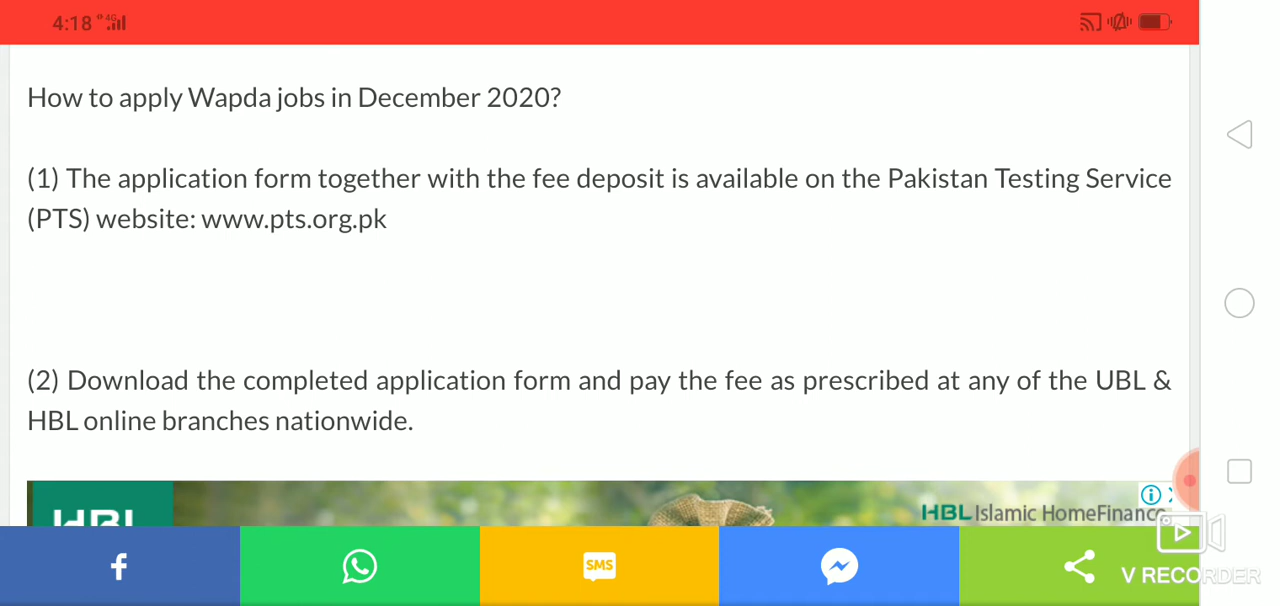 4:18 4G
How to apply Wapda jobs in December 2020?
(1) The application form together with the fee deposit is available on the Pakistan Testing Service
(PTS) website: www.pts.org.pk
(2) Download the completed application form and pay the fee as prescribed at any of the UBL &
HBL online branches nationwide.
HBL
HBL Islamic HomeFinance
f
SMS
V RECORDER